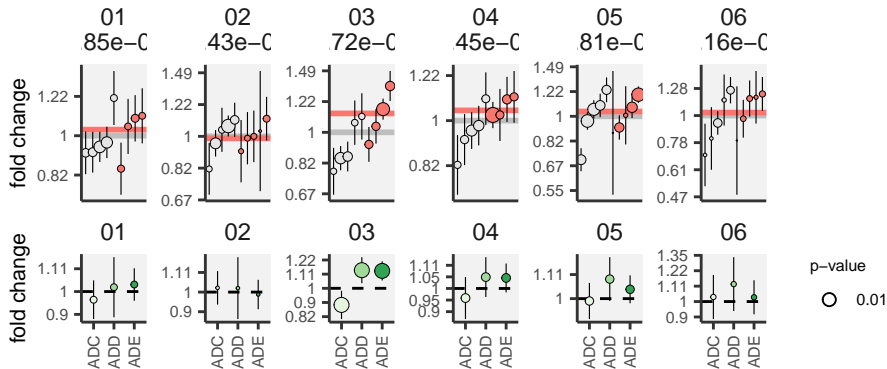 01 02 03 04 05 06
.85e−0 .43e−0 .72e−0 .45e−0 .81e−0 .16e−0
fold change
1.22 1 0.82
1.49 1.22 1 0.82 0.67
1.49 1.22 1 0.82 0.67
1.22 1 0.82
1.49 1.22 1 0.82 0.67 0.55
1.28 1 0.78 0.61 0.47
01 02 03 04 05 06
fold change
1.11 1 0.9
1.11 1 0.9
1.22 1.11 1 0.9 0.82
1.11 1.05 1 0.95 0.9
1.11 1
1.35 1.22 1.11 1 0.9
ADC ADD ADE
ADC ADD ADE
ADC ADD ADE
ADC ADD ADE
ADC ADD ADE
ADC ADD ADE
p−value
0.01